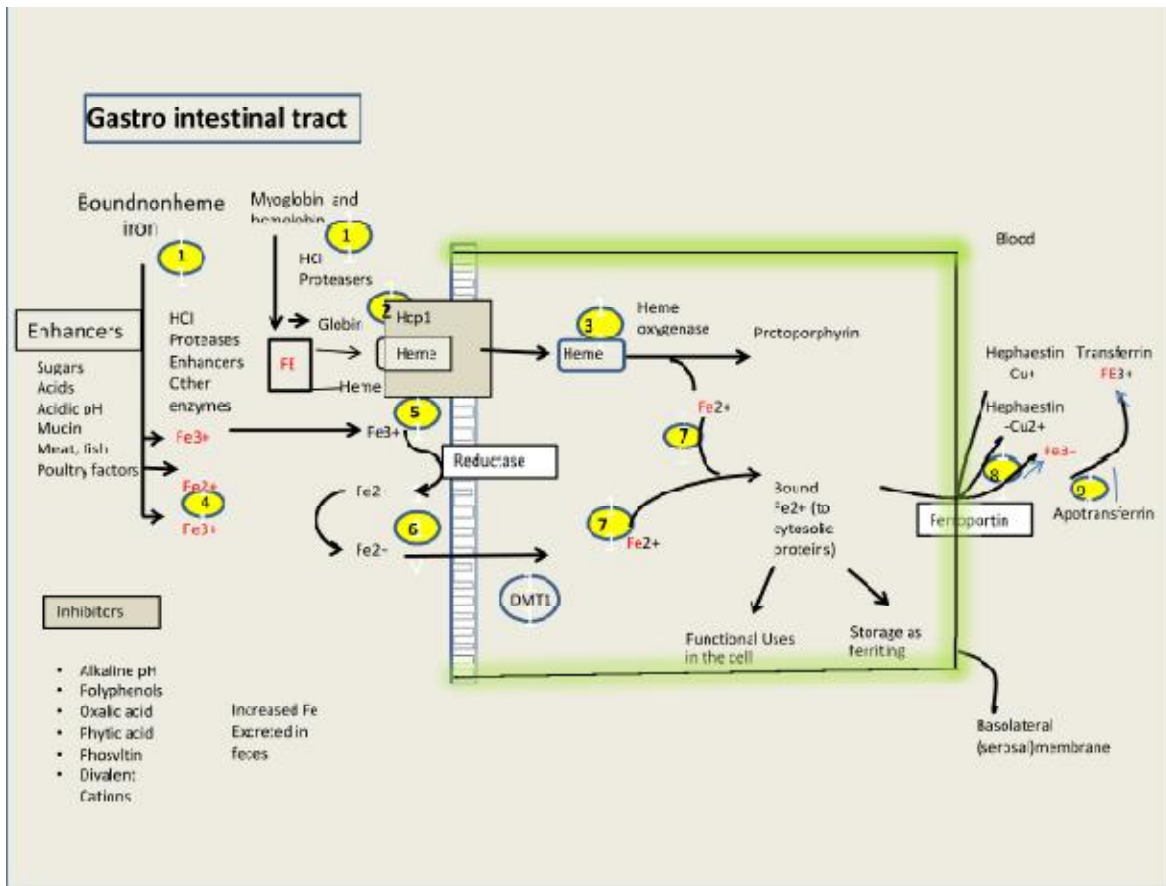 Gastro intestinal tract
Boundnonheme
iron
1
Myoglobin and
hemolobin
1
HCl
Proteasers
Blood
Enhancers
Sugars
Acids
Acidic pH
Mucin
Meat, fish
Poultry factors
HCl
Proteases
Enhancers
Other
enzymes
Fe3+
Fe2+
4
Fe3+
FE
Globin
Heme
2
Hcp1
Heme
3
Heme
Heme
oxygenase
Protoporphyrin
5
Fe3+
Reductase
Fe2
6
Fe2-
DMT1
Fe2+
7
7
Fe2+
Bound
Fe2+ (to
cytosolic
proteins)
Functional Uses
in the cell
Storage as
ferriting
Hephaestin
Cu+
Hephaestin
-Cu2+
Transferrin
FE3+
8
Fe3-
9
Apotransferrin
Ferroportin
Basolateral
(serosal)membrane
Inhibitors
• Alkaline pH
• Polyphenols
• Oxalic acid
• Phytic acid
• Phosvitin
• Divalent
Cations
Increased Fe
Excreted in
feces